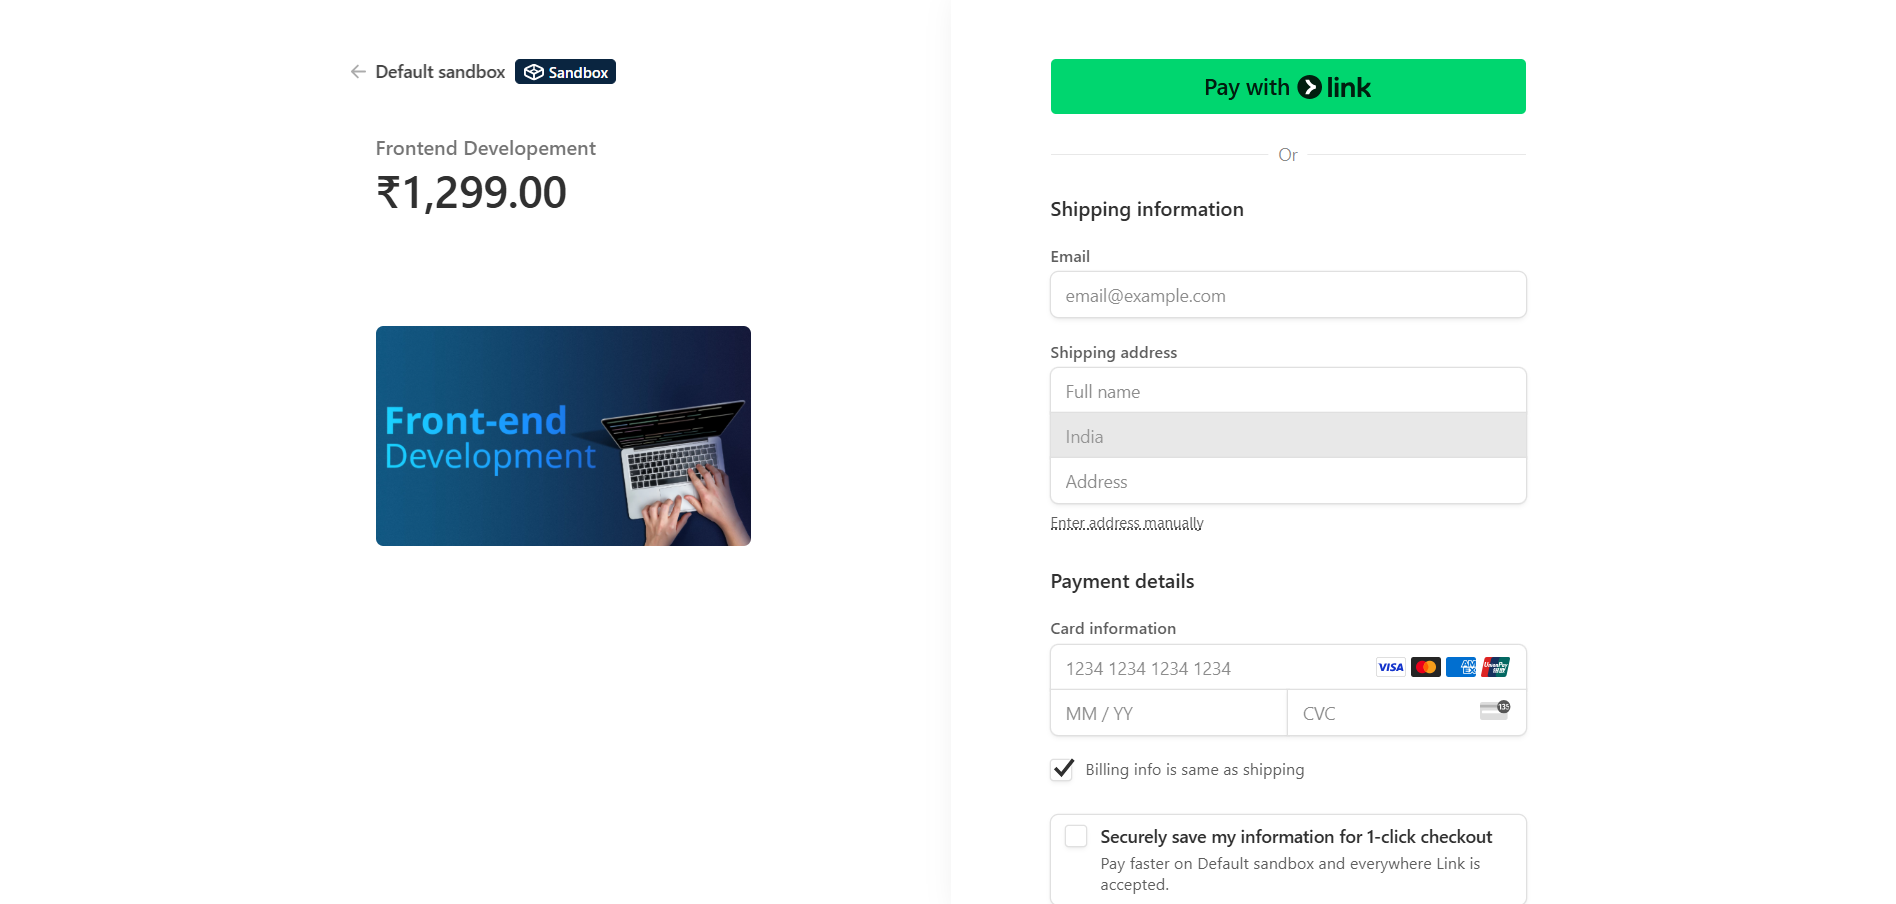 Default sandbox
Sandbox
Frontend Developement
₹1,299.00
Front-end
Development
Pay with link
Or
Shipping information
Email
email@example.com
Shipping address
Full name
India
Address
Enter address manually
Payment details
Card information
1234 1234 1234 1234
VISA
AM
EX
UnionPay
MM / YY
CVC
135
Billing info is same as shipping
Securely save my information for 1-click checkout
Pay faster on Default sandbox and everywhere Link is
accepted.